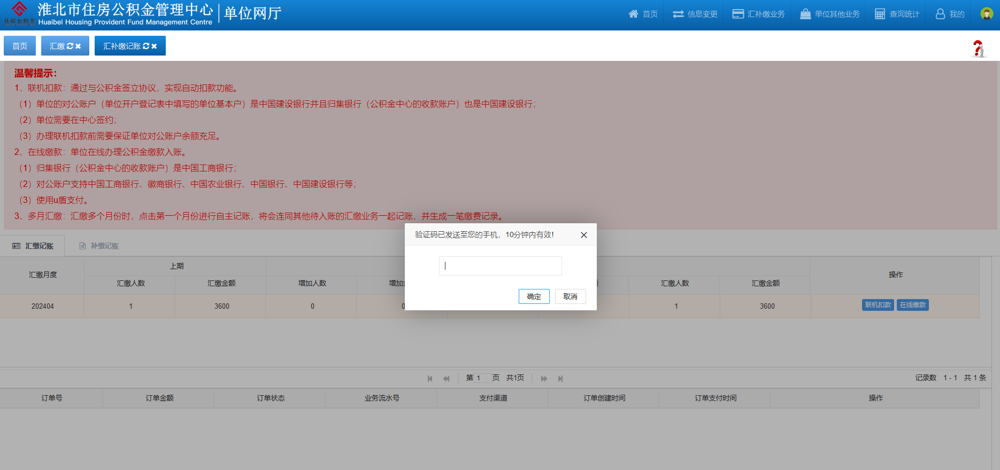 淮北市住房公积金管理中心
Huaibei Housing Provident Fund Management Centre
住房公积金
单位网厅
首页
信息变更
汇补缴业务
单位其他业务
查询统计
我的
首页
汇缴
汇补缴记账
温馨提示：
1、联机扣款：通过与公积金签立协议，实现自动扣款功能。
（1）单位的对公账户（单位开户登记表中填写的单位基本户）是中国建设银行并且归集银行（公积金中心的收款账户）也是中国建设银行；
（2）单位需要在中心签约；
（3）办理联机扣款前需要保证单位对公账户余额充足。
2、在线缴款：单位在线办理公积金缴款入账。
（1）归集银行（公积金中心的收款账户）是中国工商银行；
（2）对公账户支持中国工商银行、徽商银行、中国农业银行、中国银行、中国建设银行等；
（3）使用u盾支付。
3、多月汇缴：汇缴多个月份时，点击第一个月份进行自主记账，将会连同其他待入账的汇缴业务一起记账，并生成一笔缴费记录。
验证码已发送至您的手机，10分钟内有效！
确定
取消
汇缴记账
补缴记账
汇缴月度
上期
操作
汇缴人数
汇缴金额
增加人数
增加
汇缴人数
汇缴金额
202404
1
3600
0
0
1
3600
联机扣款
在线缴款
第 1 页 共1页
记录数 1 - 1 共 1 条
订单号
订单金额
订单状态
业务流水号
支付渠道
订单创建时间
订单支付时间
操作